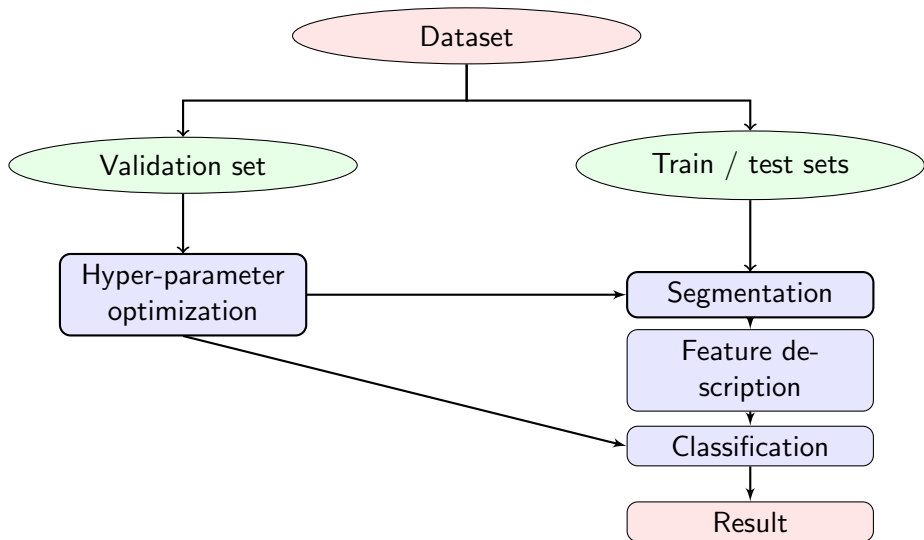 Dataset
Validation set
Train / test sets
Hyper-parameter
optimization
Segmentation
Feature de-
scription
Classification
Result